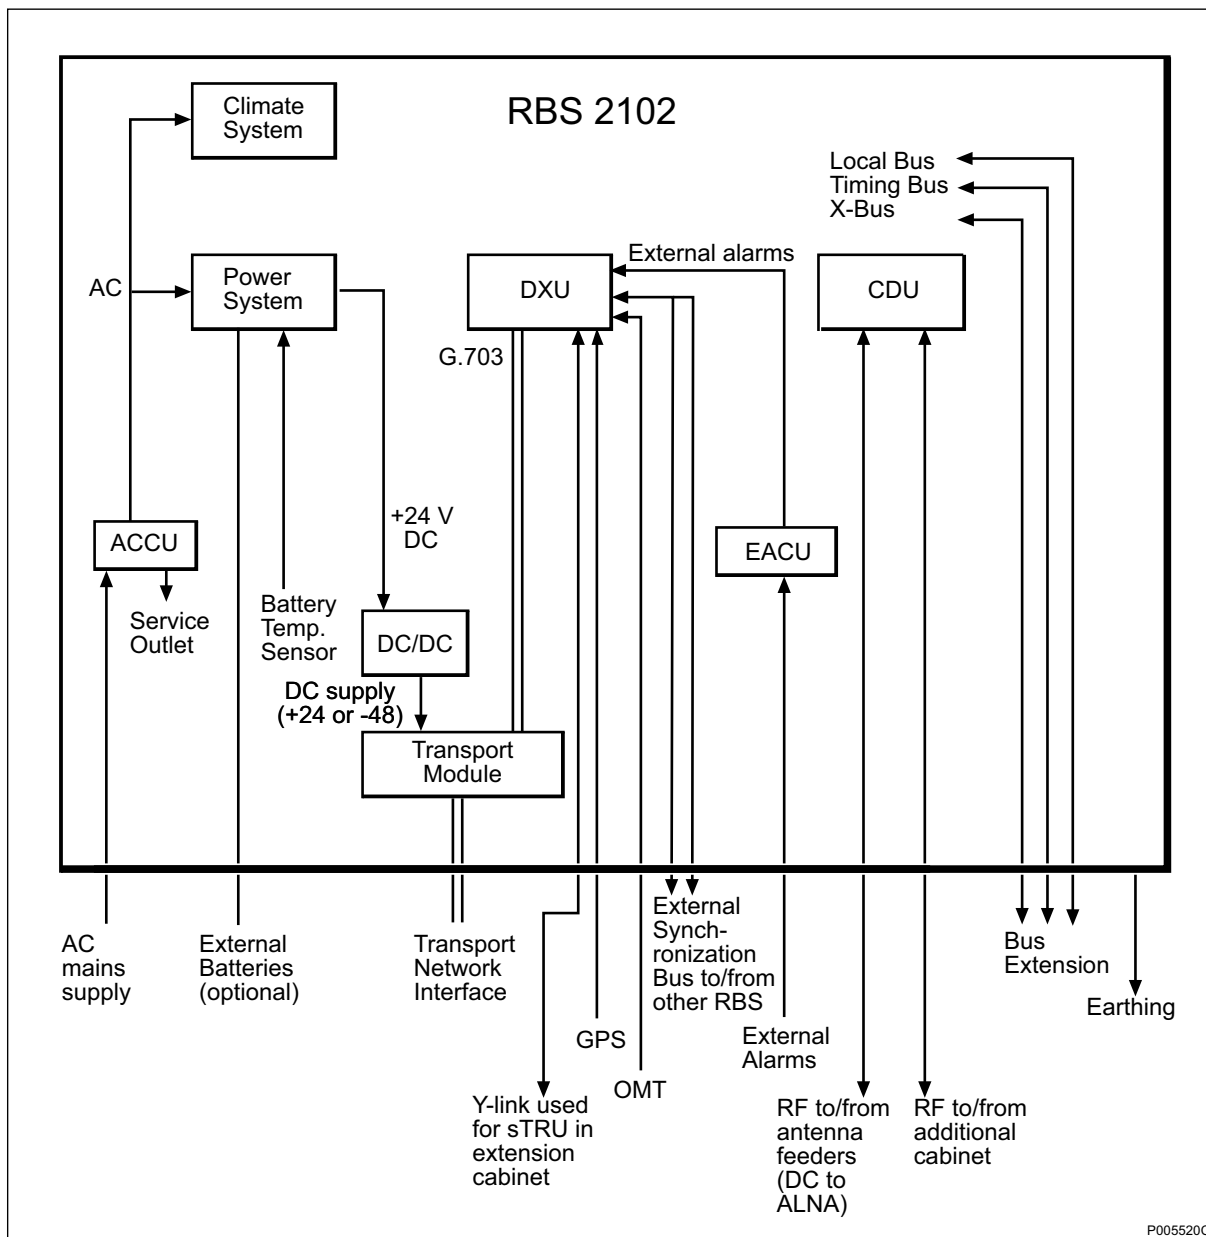 RBS 2102
Climate
System
Local Bus
Timing Bus
X-Bus
External alarms
AC
Power
System
DXU
CDU
G.703
+24 V
DC
ACCU
EACU
Service
Outlet
Battery
Temp.
Sensor
DC/DC
DC supply
(+24 or -48)
Transport
Module
AC
mains
supply
External
Batteries
(optional)
Transport
Network
Interface
External
Synch-
ronization
Bus to/from
other RBS
Bus
Extension
Earthing
GPS
External
Alarms
OMT
Y-link used
for sTRU in
extension
cabinet
RF to/from
antenna
feeders
(DC to
ALNA)
RF to/from
additional
cabinet
P005520C